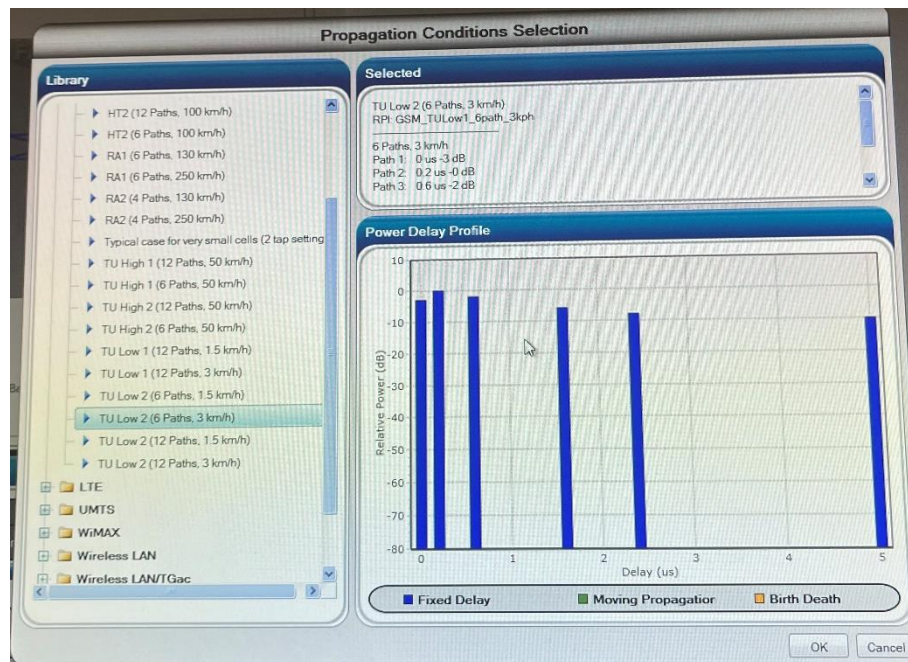 Propagation Conditions Selection
Library
HT2 (12 Paths, 100 km/h)
HT2 (6 Paths, 100 km/h)
RA1 (6 Paths, 130 km/h)
RA1 (6 Paths, 250 km/h)
RA2 (4 Paths, 130 km/h)
RA2 (4 Paths, 250 km/h)
Typical case for very small cells (2 tap setting
TU High 1 (12 Paths, 50 km/h)
TU High 1 (6 Paths, 50 km/h)
TU High 2 (12 Paths, 50 km/h)
TU High 2 (6 Paths, 50 km/h)
TU Low 1 (12 Paths, 1.5 km/h)
TU Low 1 (12 Paths, 3 km/h)
TU Low 2 (6 Paths, 1.5 km/h)
TU Low 2 (6 Paths, 3 km/h)
TU Low 2 (12 Paths, 1.5 km/h)
TU Low 2 (12 Paths, 3 km/h)
LTE
UMTS
WiMAX
Wireless LAN
Wireless LAN/TGac
Selected
TU Low 2 (6 Paths, 3 km/h)
RPI: GSM_TULow1_6path_3kph
6 Paths, 3 km/h
Path 1: 0 us -3 dB
Path 2: 0.2 us -0 dB
Path 3: 0.6 us -2 dB
Power Delay Profile
Relative Power (dB)
10
0
-10
-20
-30
-40
-50
-60
-70
-80
0 1 2 3 4 5
Delay (us)
Fixed Delay Moving Propagation Birth Death
OK Cancel